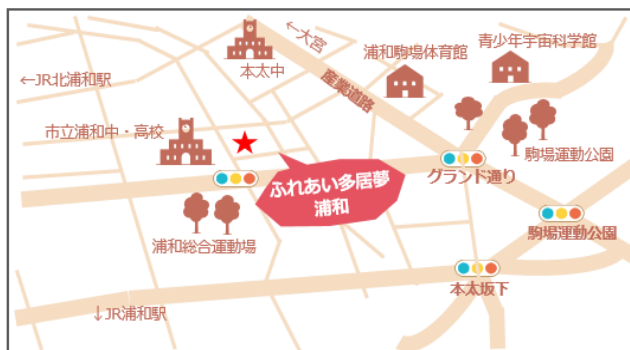 ←大宮
本太中
浦和駒場体育館
青少年宇宙科学館
←JR北浦和駅
産業道路
市立浦和中・高校
駒場運動公園
グランド通り
ふれあい多居夢
浦和
浦和総合運動場
駒場運動公園
本太坂下
↓JR浦和駅